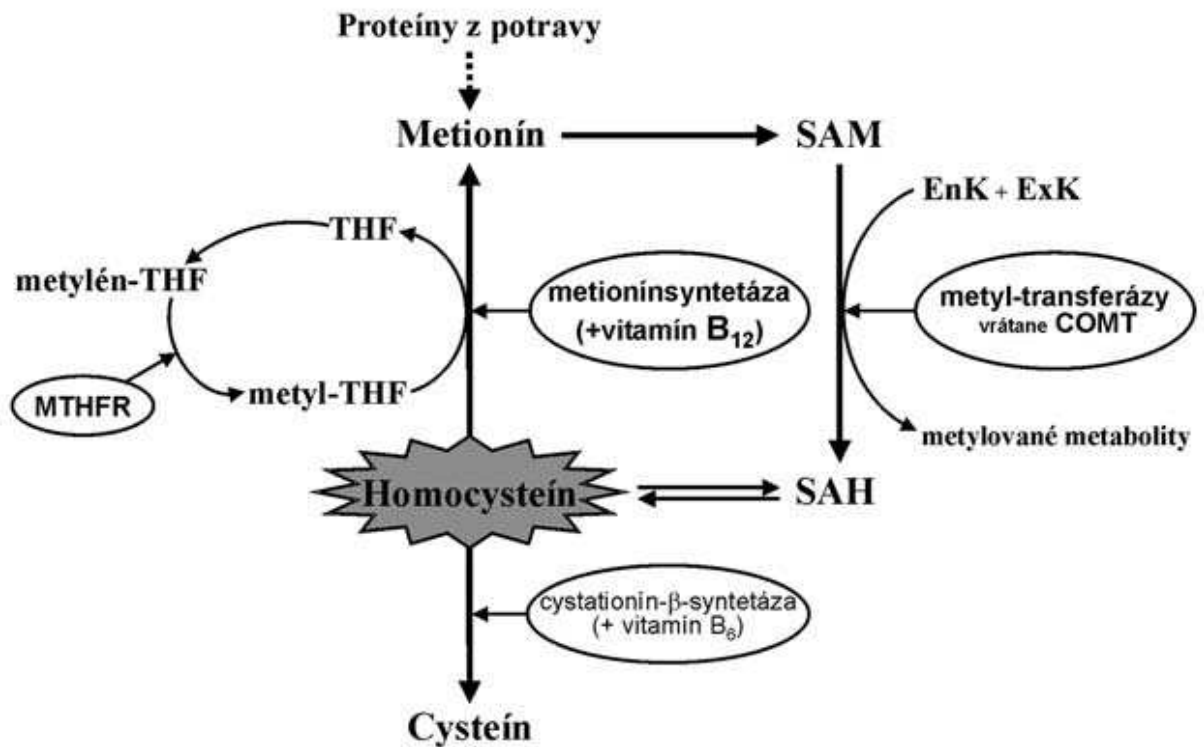 Proteíny z potravy
Metionín
SAM
EnK + ExK
THF
metylén-THF
metionínsyntetáza
(+vitamín B12)
metyl-transferázy
vrátane COMT
MTHFR
metyl-THF
metylované metabolity
Homocysteín
SAH
cystationín-β-syntetáza
(+ vitamín B6)
Cysteín